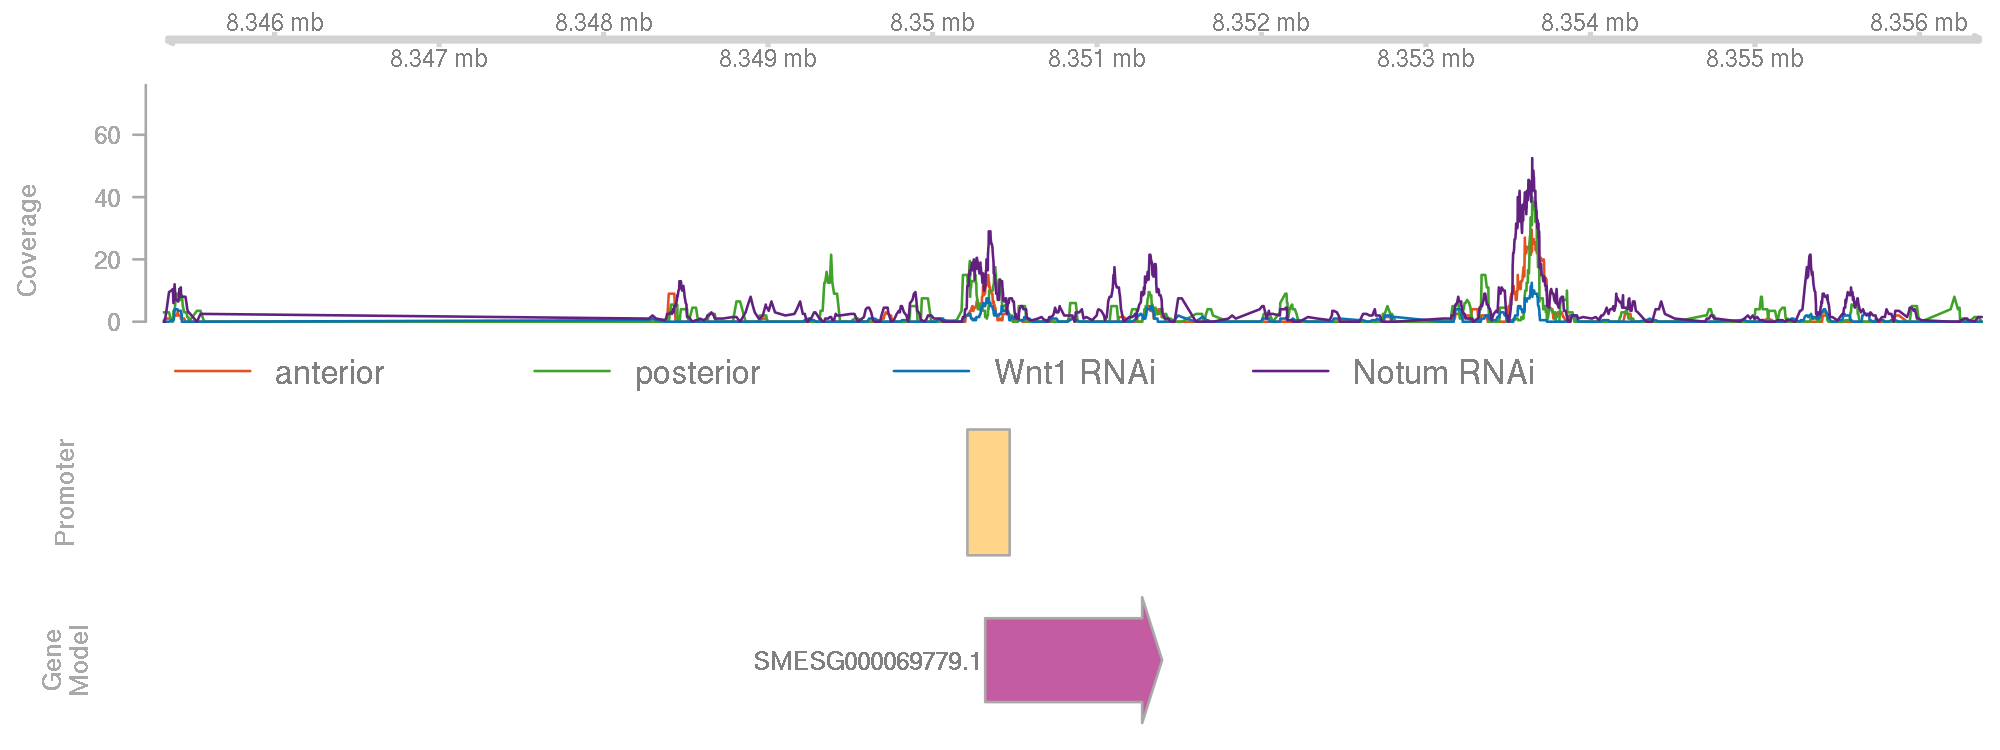 8.346 mb 8.348 mb 8.35 mb 8.352 mb 8.354 mb 8.356 mb
8.347 mb 8.349 mb 8.351 mb 8.353 mb 8.355 mb
Coverage
60
40
20
0
anterior posterior Wnt1 RNAi Notum RNAi
Promoter
Gene
Model
SMESG000069779.1